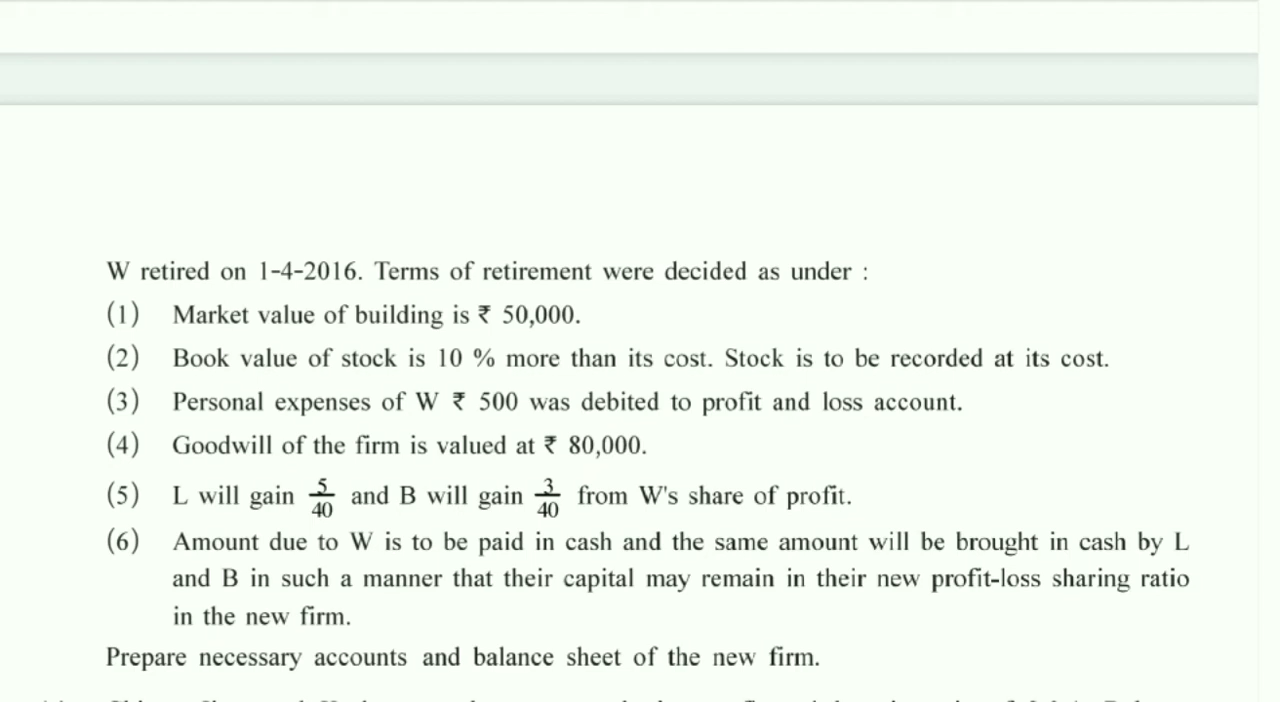 W retired on 1-4-2016. Terms of retirement were decided as under :
(1) Market value of building is ₹ 50,000.
(2) Book value of stock is 10 % more than its cost. Stock is to be recorded at its cost.
(3) Personal expenses of W ₹ 500 was debited to profit and loss account.
(4) Goodwill of the firm is valued at ₹ 80,000.
(5) L will gain 5/40 and B will gain 3/40 from W's share of profit.
(6) Amount due to W is to be paid in cash and the same amount will be brought in cash by L
and B in such a manner that their capital may remain in their new profit-loss sharing ratio
in the new firm.
Prepare necessary accounts and balance sheet of the new firm.